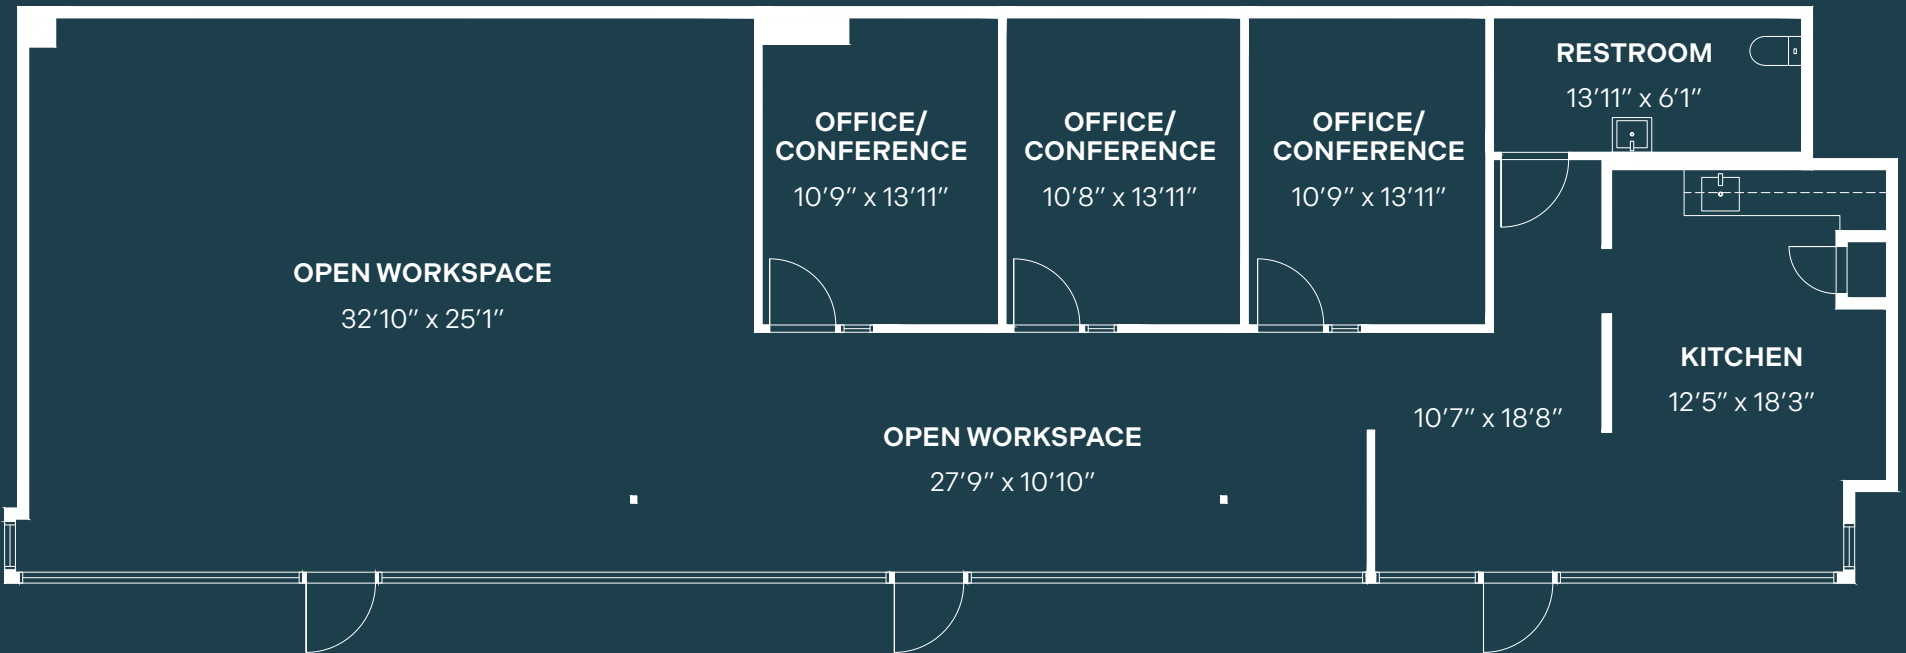 RESTROOM
13’11” x 6’1”
OFFICE/
CONFERENCE
10’9” x 13’11”
OFFICE/
CONFERENCE
10’8” x 13’11”
OFFICE/
CONFERENCE
10’9” x 13’11”
OPEN WORKSPACE
32’10” x 25’1”
KITCHEN
12’5” x 18’3”
10’7” x 18’8”
OPEN WORKSPACE
27’9” x 10’10”